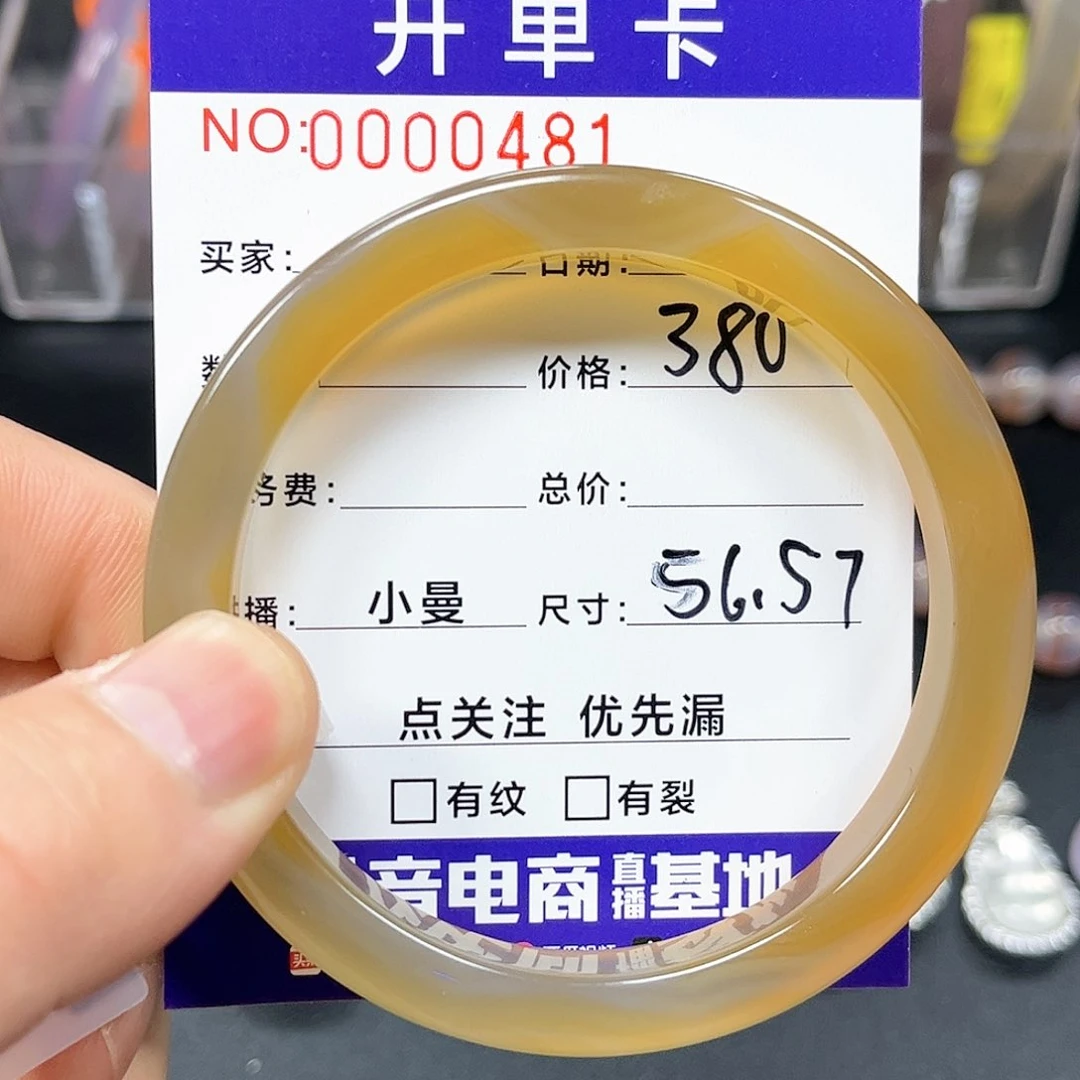 开单卡
NO:0000481
买家: 日期:
价格: 380
务费: 总价:
播: 小曼 尺寸: 56.57
点关注 优先漏
□有纹 □有裂
音电商直播基地